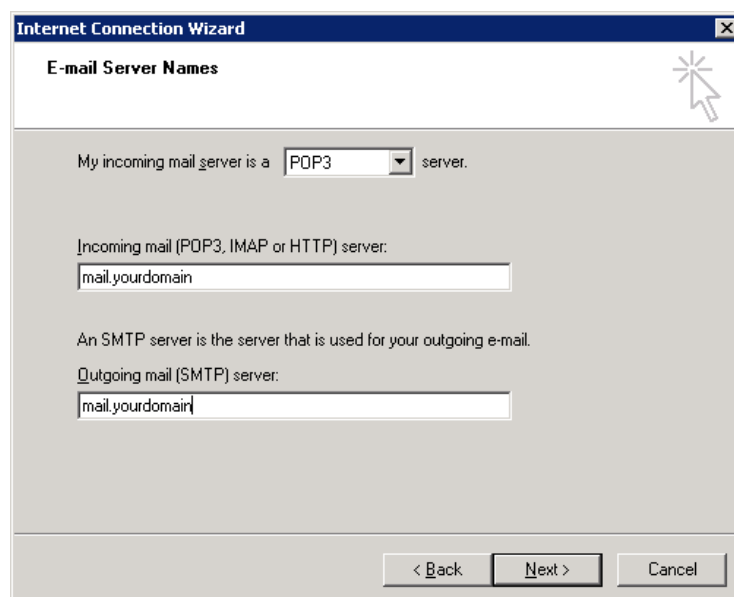 Internet Connection Wizard
E-mail Server Names
My incoming mail server is a POP3 server.
Incoming mail (POP3, IMAP or HTTP) server:
mail.yourdomain
An SMTP server is the server that is used for your outgoing e-mail.
Outgoing mail (SMTP) server:
mail.yourdomain
< Back Next > Cancel